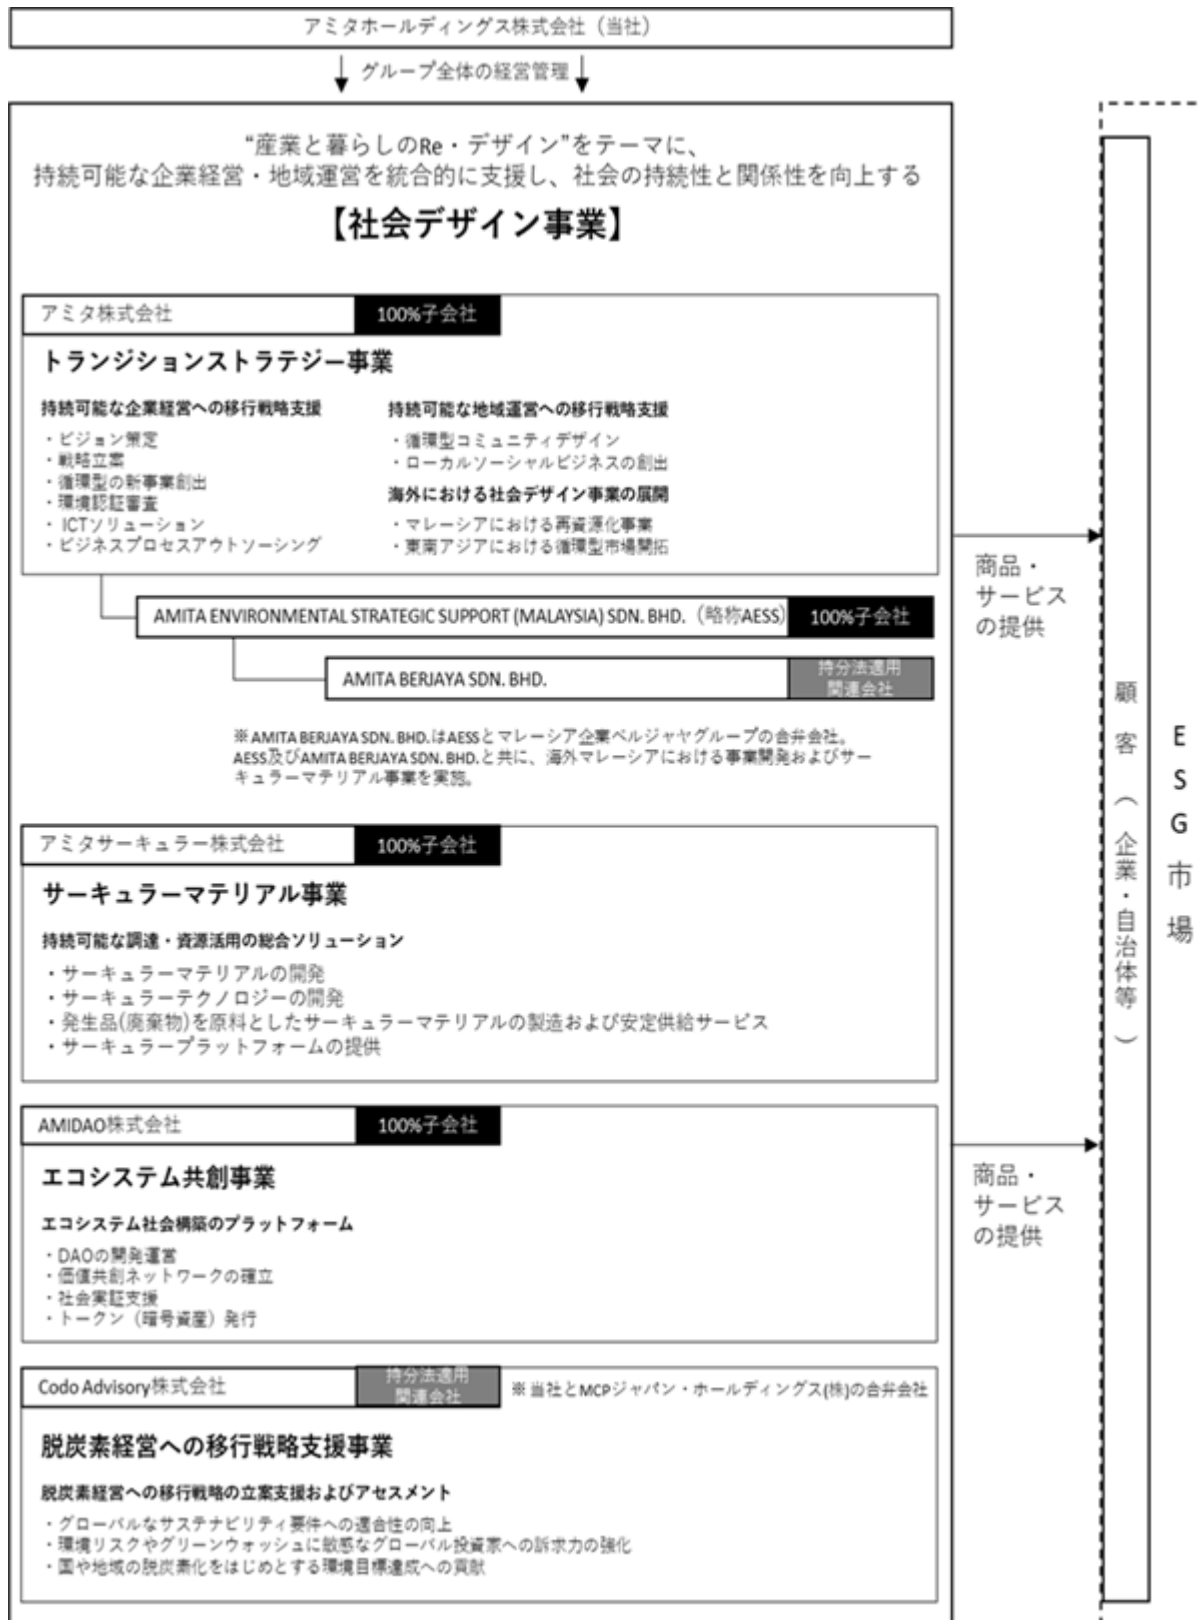 アミタホールディングス株式会社（当社）
グループ全体の経営管理
“産業と暮らしのRe・デザイン”をテーマに、
持続可能な企業経営・地域運営を統合的に支援し、社会の持続性と関係性を向上する
【社会デザイン事業】
アミタ株式会社
100%子会社
トランジションストラテジー事業
持続可能な企業経営への移行戦略支援
・ビジョン策定
・戦略立案
・循環型の新事業創出
・環境認証審査
・ICTソリューション
・ビジネスプロセスアウトソーシング
持続可能な地域運営への移行戦略支援
・循環型コミュニティデザイン
・ローカルソーシャルビジネスの創出
海外における社会デザイン事業の展開
・マレーシアにおける再資源化事業
・東南アジアにおける循環型市場開拓
AMITA ENVIRONMENTAL STRATEGIC SUPPORT (MALAYSIA) SDN. BHD.（略称AESS）
100%子会社
AMITA BERJAYA SDN. BHD.
持分法適用
関連会社
※AMITA BERJAYA SDN. BHD.はAESSとマレーシア企業ベルジャヤグループの合弁会社。
AESS及びAMITA BERJAYA SDN. BHD.と共に、海外マレーシアにおける事業開発およびサー
キュラーマテリアル事業を実施。
アミタサーキュラー株式会社
100%子会社
サーキュラーマテリアル事業
持続可能な調達・資源活用の総合ソリューション
・サーキュラーマテリアルの開発
・サーキュラーテクノロジーの開発
・発生品(廃棄物)を原料としたサーキュラーマテリアルの製造および安定供給サービス
・サーキュラープラットフォームの提供
AMIDAO株式会社
100%子会社
エコシステム共創事業
エコシステム社会構築のプラットフォーム
・DAOの開発運営
・価値共創ネットワークの確立
・社会実証支援
・トークン（暗号資産）発行
Codo Advisory株式会社
持分法適用
関連会社
※当社とMCPジャパン・ホールディングス(株)の合弁会社
脱炭素経営への移行戦略支援事業
脱炭素経営への移行戦略の立案支援およびアセスメント
・グローバルなサステナビリティ要件への適合性の向上
・環境リスクやグリーンウォッシュに敏感なグローバル投資家への訴求力の強化
・国や地域の脱炭素化をはじめとする環境目標達成への貢献
商品・
サービス
の提供
商品・
サービス
の提供
顧客（企業・自治体等）
ESG市場